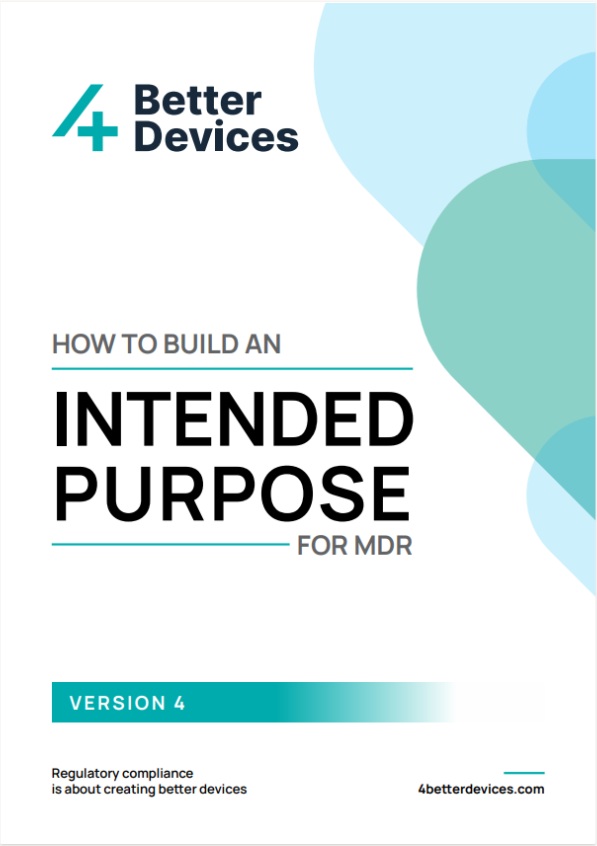 4 Better
Devices
HOW TO BUILD AN
INTENDED
PURPOSE
FOR MDR
VERSION 4
Regulatory compliance
is about creating better devices
4betterdevices.com